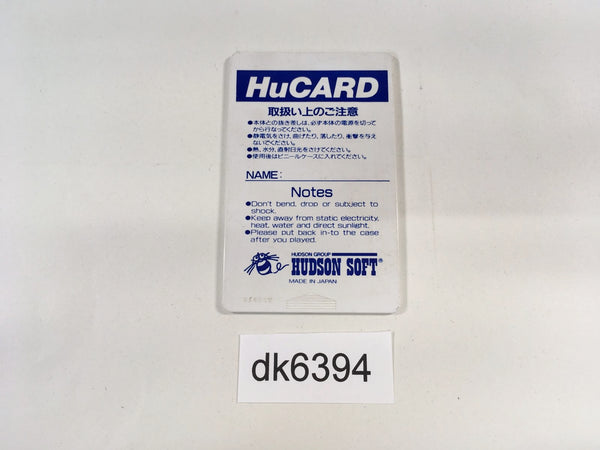 HuCARD
取扱い上のご注意
●本体との抜き差しは、必ず本体の電源を切って
から行なってください。
●静電気をさけ、曲げたり、落したり、衝撃を与え
ないでください。
●熱、水分、直射日光をさけてください。
●使用後はビニールケースに入れてください。
NAME:
Notes
●Don't bend, drop or subject to
shock.
●Keep away from static electricity,
heat, water and direct sunlight.
●Please put back in-to the case
after you played.
HUDSON GROUP
HUDSON SOFT®
MADE IN JAPAN
dk6394